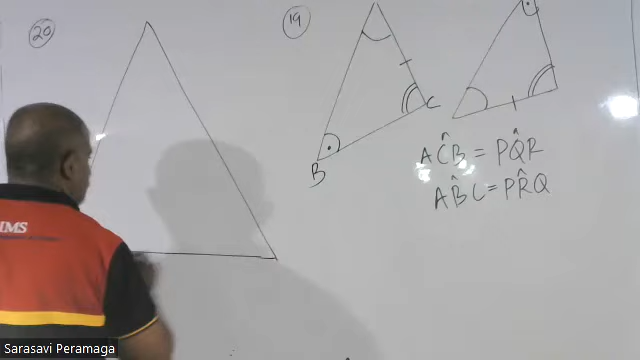 20
19
B
C
AĈB = PQ̂R
AB̂C = PR̂Q
IMS
Sarasavi Peramaga